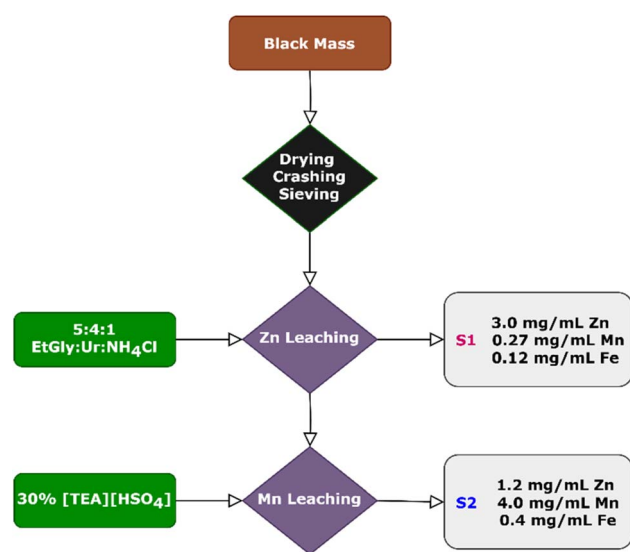 Black Mass
Drying
Crashing
Sieving
5:4:1
EtGly:Ur:NH₄Cl
Zn Leaching
S1
3.0 mg/mL Zn
0.27 mg/mL Mn
0.12 mg/mL Fe
30% [TEA][HSO₄]
Mn Leaching
S2
1.2 mg/mL Zn
4.0 mg/mL Mn
0.4 mg/mL Fe